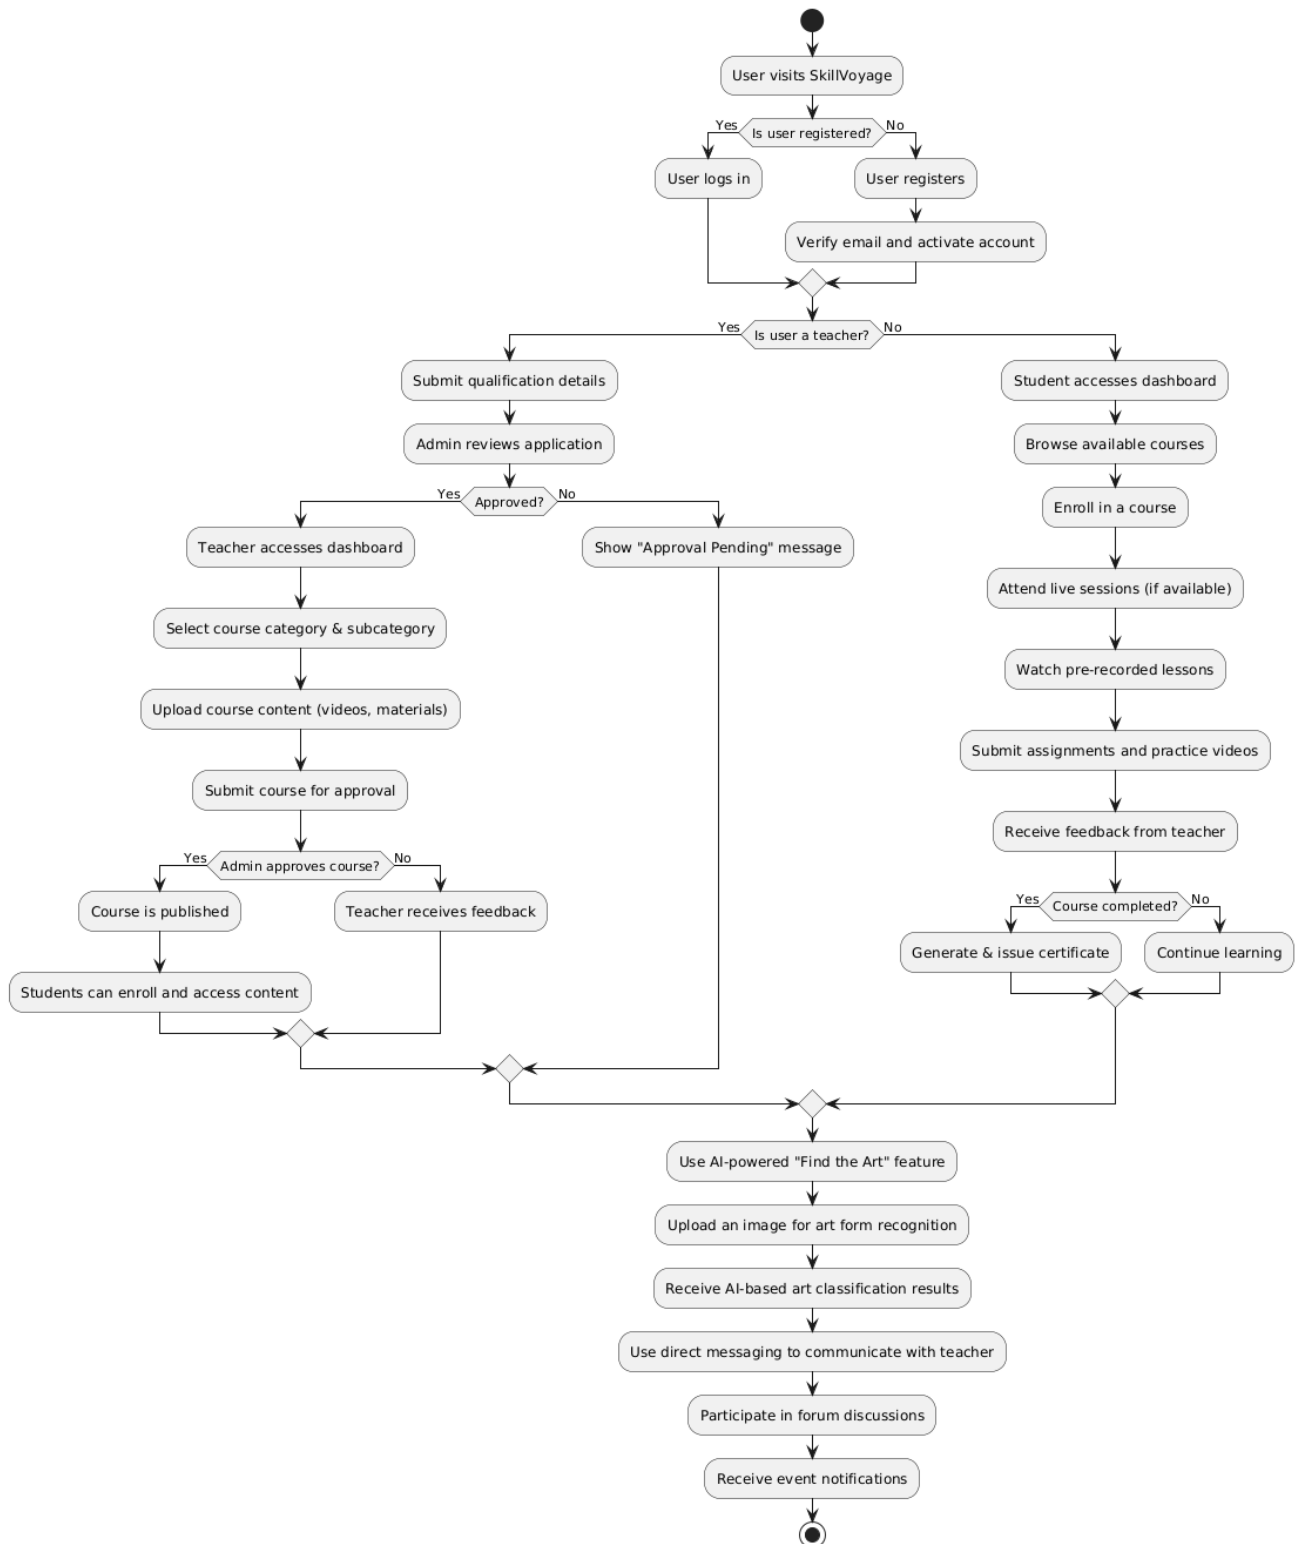 User visits SkillVoyage
Is user registered?
Yes
No
User logs in
User registers
Verify email and activate account
Is user a teacher?
Yes
No
Submit qualification details
Admin reviews application
Approved?
Yes
No
Teacher accesses dashboard
Select course category & subcategory
Upload course content (videos, materials)
Submit course for approval
Admin approves course?
Yes
No
Course is published
Students can enroll and access content
Teacher receives feedback
Show "Approval Pending" message
Student accesses dashboard
Browse available courses
Enroll in a course
Attend live sessions (if available)
Watch pre-recorded lessons
Submit assignments and practice videos
Receive feedback from teacher
Course completed?
Yes
No
Generate & issue certificate
Continue learning
Use AI-powered "Find the Art" feature
Upload an image for art form recognition
Receive AI-based art classification results
Use direct messaging to communicate with teacher
Participate in forum discussions
Receive event notifications